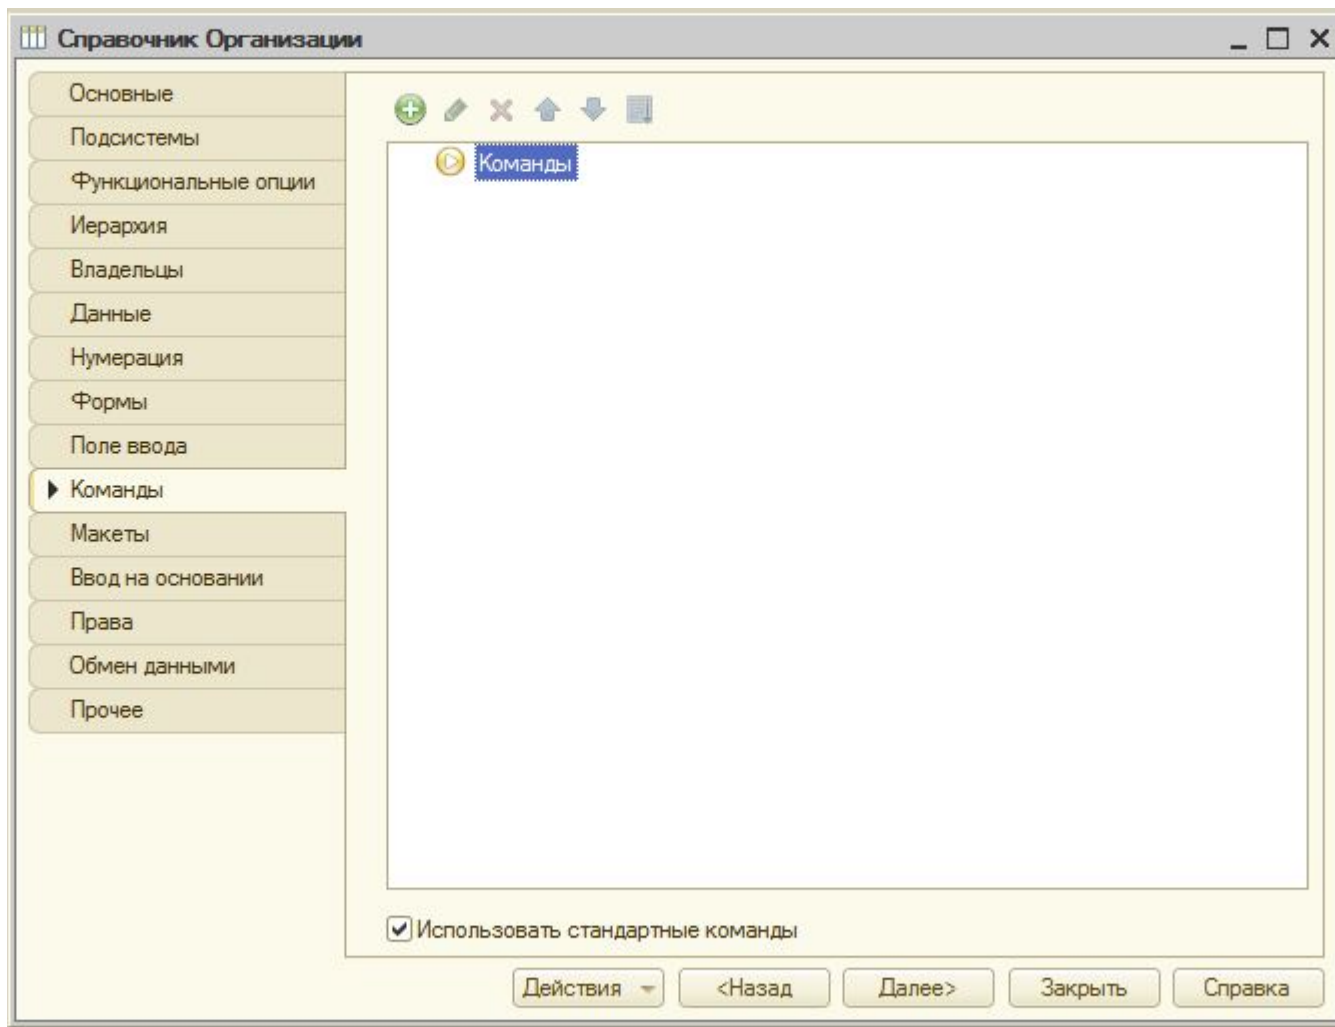 Справочник Организации
Основные
Подсистемы
Функциональные опции
Иерархия
Владельцы
Данные
Нумерация
Формы
Поле ввода
Команды
Макеты
Ввод на основании
Права
Обмен данными
Прочее
Команды
Использовать стандартные команды
Действия
<Назад
Далее>
Закрыть
Справка